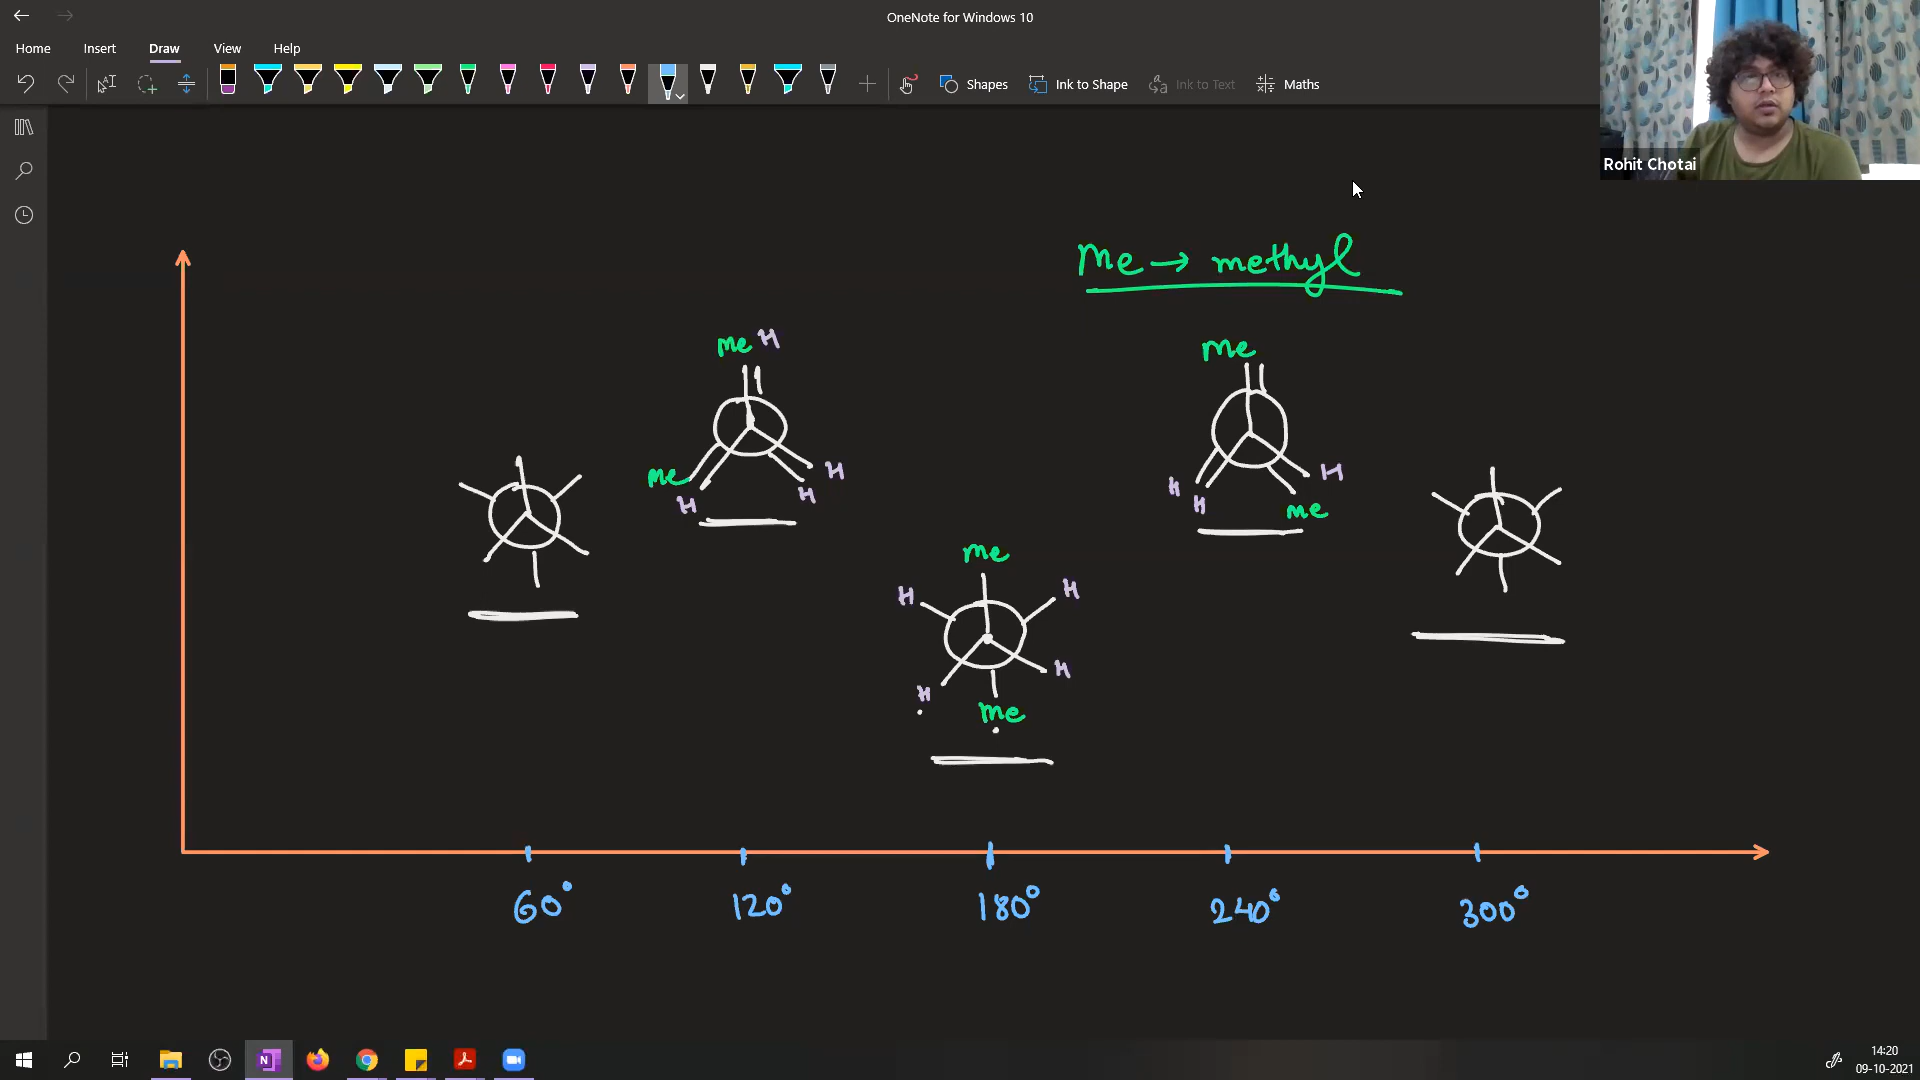 OneNote for Windows 10
Home Insert Draw View Help
Shapes Ink to Shape Ink to Text Maths
Rohit Chotai
Me → methyl
Me H
Me
H
H
H
Me
H
H
H
Me
Me
H
H
H
H
Me
60° 120° 180° 240° 300°
14:20
09-10-2021